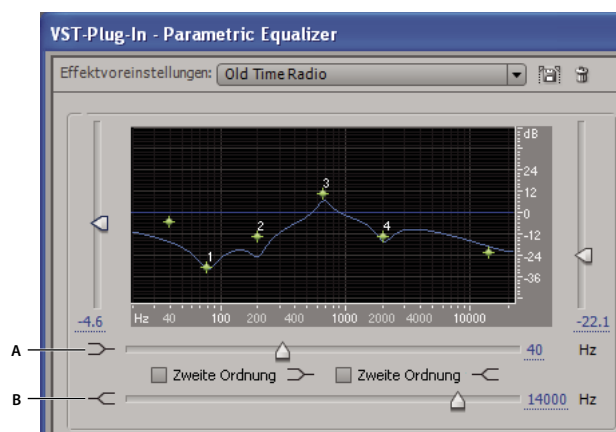 VST-Plug-In - Parametric Equalizer
Effektvoreinstellungen: Old Time Radio
dB
24
12
0
-12
-24
-36
1
2
3
4
Hz 40 100 200 400 1000 2000 4000 10000
-4.6
-22.1
A
40 Hz
Zweite Ordnung
Zweite Ordnung
B
14000 Hz